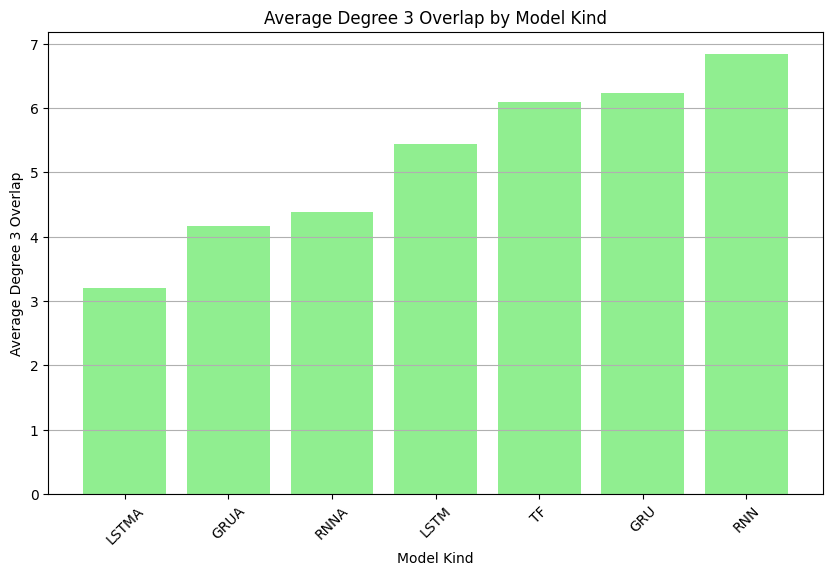 Average Degree 3 Overlap by Model Kind
Average Degree 3 Overlap
7
6
5
4
3
2
1
0
LSTMA
GRUA
RNNA
LSTM
TF
GRU
RNN
Model Kind